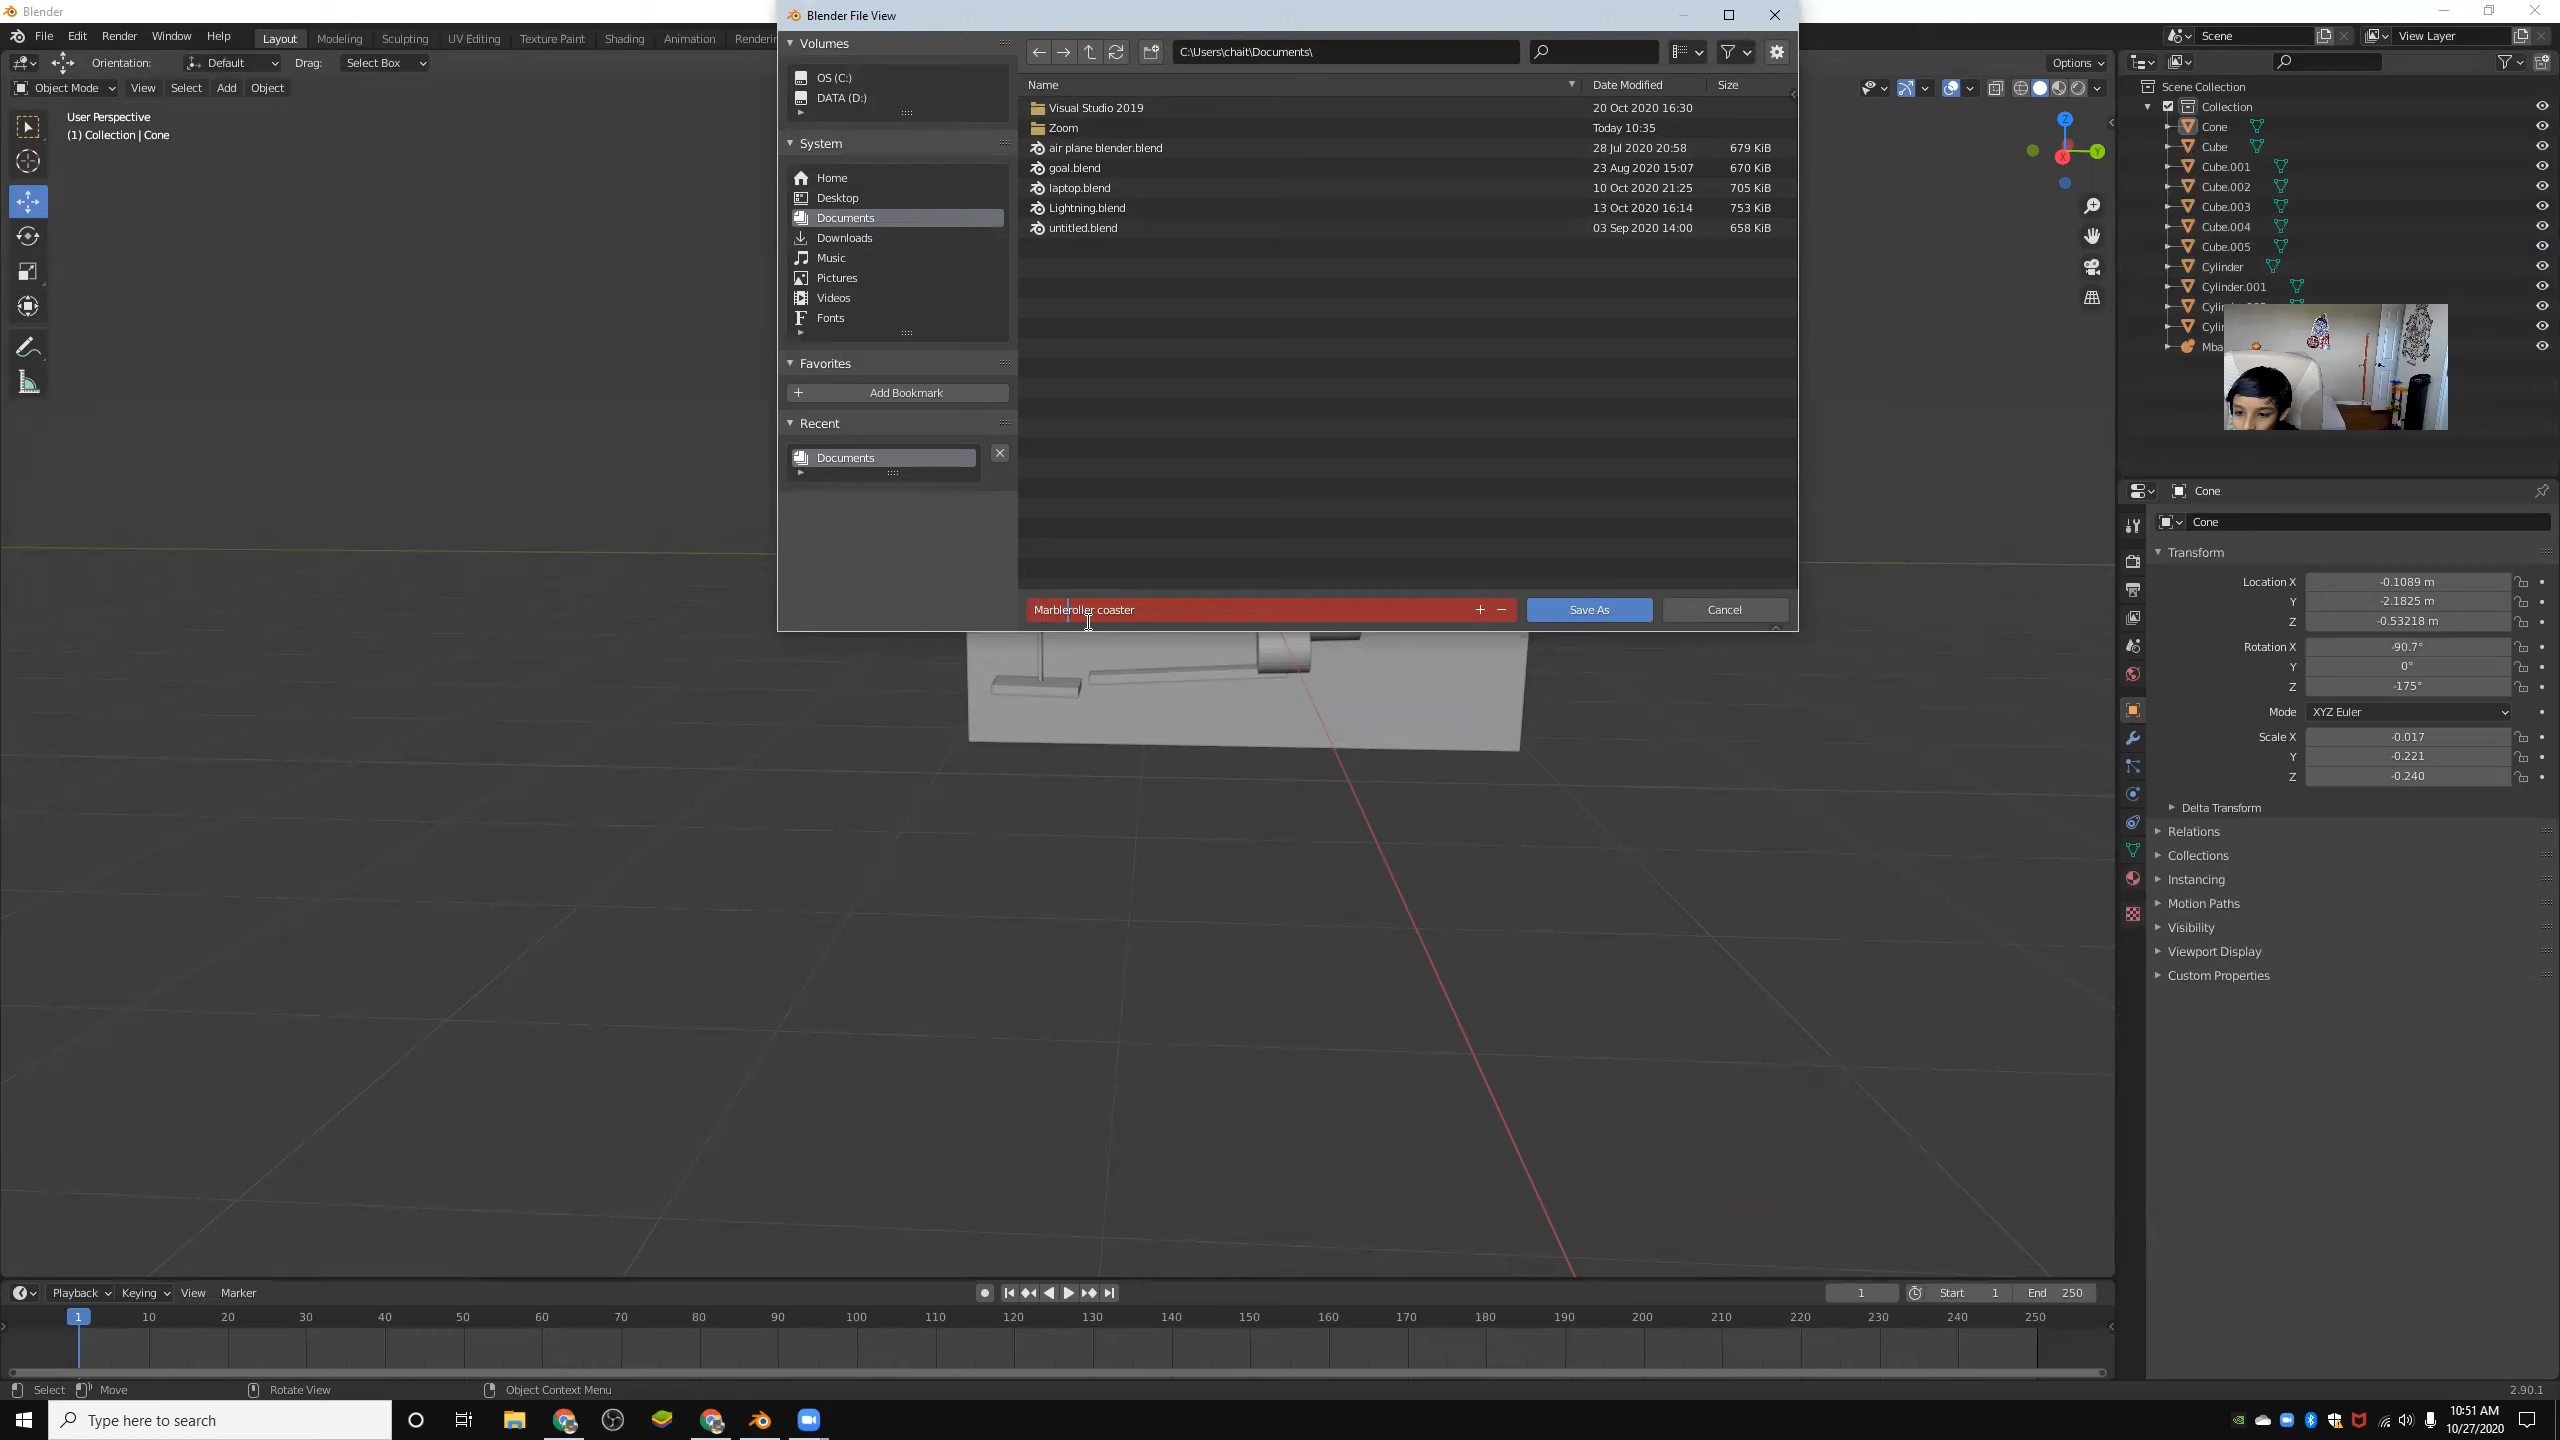 Blender
File Edit Render Window Help
Layout Modeling Sculpting UV Editing Texture Paint Shading Animation
Scene
View Layer
Orientation: Default Drag: Select Box
Options
Object Mode View Select Add Object
User Perspective
(1) Collection | Cone
Z
Y
X
Blender File View
Volumes
OS (C:)
DATA (D:)
System
Home
Desktop
Documents
Downloads
Music
Pictures
Videos
Fonts
Favorites
Add Bookmark
Recent
Documents
C:\Users\chait\Documents\
Name Date Modified Size
Visual Studio 2019 20 Oct 2020 16:30
Zoom Today 10:35
air plane blender.blend 28 Jul 2020 20:58 679 KiB
goal.blend 23 Aug 2020 15:07 670 KiB
laptop.blend 10 Oct 2020 21:25 705 KiB
Lightning.blend 13 Oct 2020 16:14 753 KiB
untitled.blend 03 Sep 2020 14:00 658 KiB
Marbleroller coaster
Save As
Cancel
Scene Collection
Collection
Cone
Cube
Cube.001
Cube.002
Cube.003
Cube.004
Cube.005
Cylinder
Cylinder.001
Cone
Cone
Transform
Location X -0.1089 m
Y -2.1825 m
Z -0.53218 m
Rotation X -90.7°
Y 0°
Z -175°
Mode XYZ Euler
Scale X -0.017
Y -0.221
Z -0.240
Delta Transform
Relations
Collections
Instancing
Motion Paths
Visibility
Viewport Display
Custom Properties
Playback Keying View Marker
1 Start 1 End 250
1 10 20 30 40 50 60 70 80 90 100 110 120 130 140 150 160 170 180 190 200 210 220 230 240 250
Select Move Rotate View Object Context Menu
2.90.1
Type here to search
10:51 AM
10/27/2020